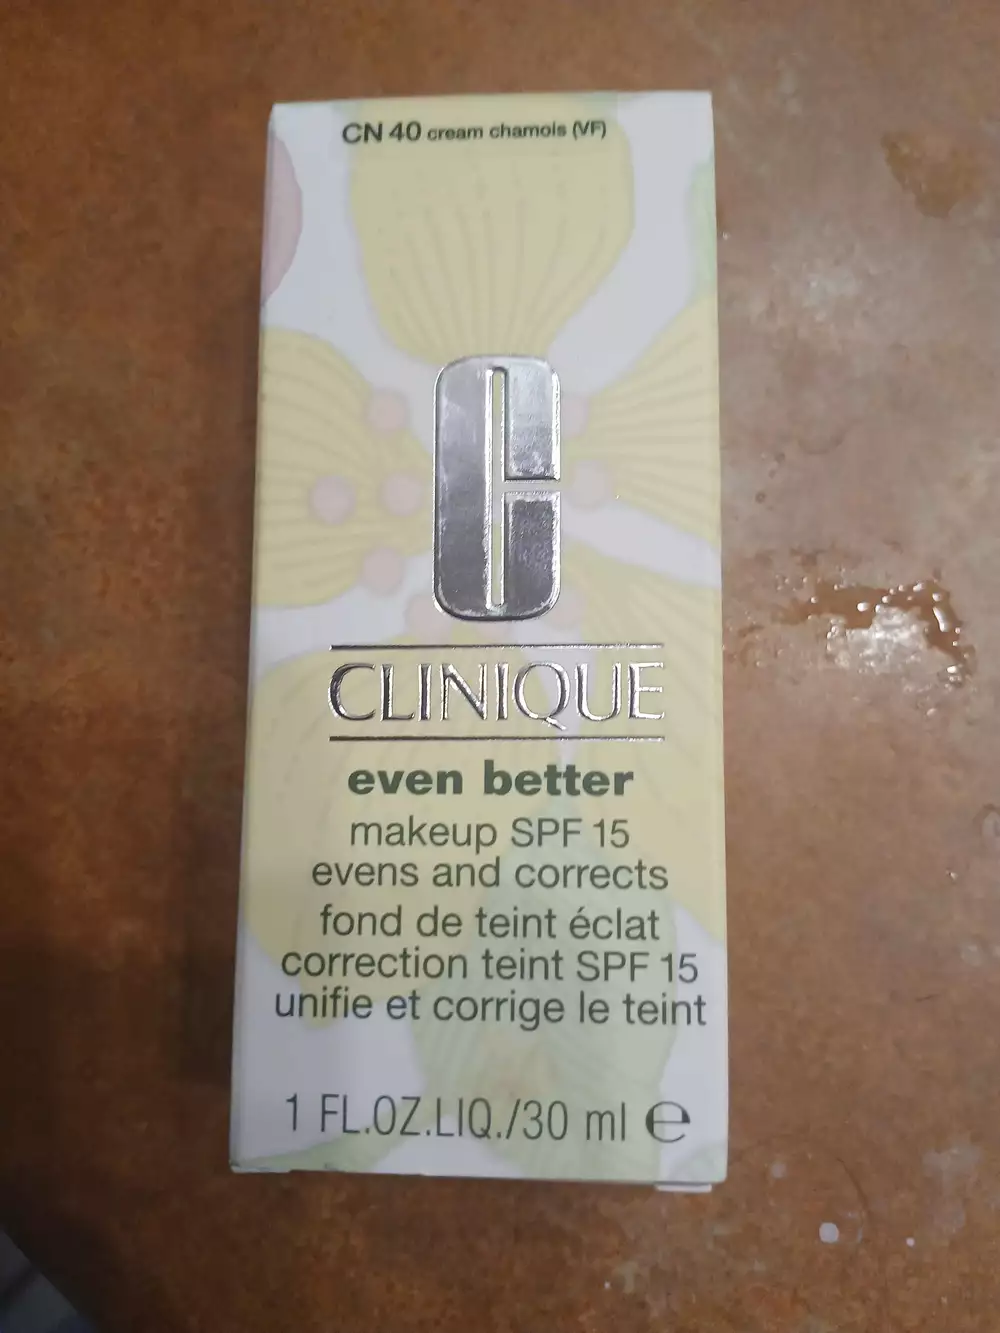 CN 40 cream chamois (VF)
CLINIQUE
even better
makeup SPF 15
evens and corrects
fond de teint éclat
correction teint SPF 15
unifie et corrige le teint
1 FL.OZ.LIQ./30 ml ℮